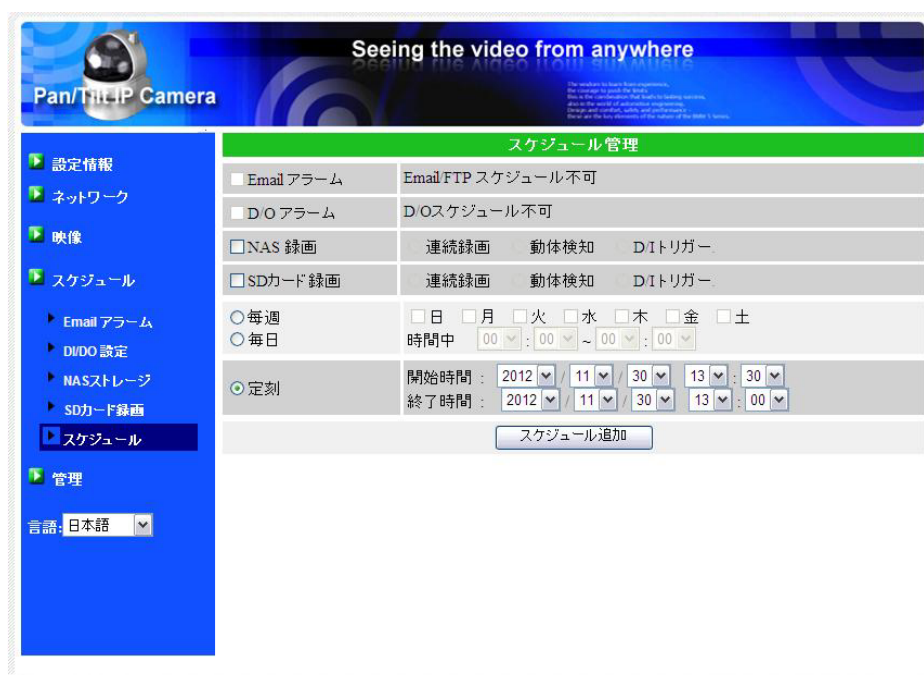 Seeing the video from anywhere
Pan/Tilt IP Camera
設定情報
ネットワーク
映像
スケジュール
Email アラーム
DI/DO 設定
NASストレージ
SDカード録画
スケジュール
管理
言語: 日本語
スケジュール管理
Email アラーム Email/FTP スケジュール不可
D/O アラーム D/Oスケジュール不可
NAS 録画 連続録画 動体検知 D/Iトリガー
SDカード録画 連続録画 動体検知 D/Iトリガー
毎週 日 月 火 水 木 金 土
毎日 時間中 00 : 00 ~ 00 : 00
定刻
開始時間 : 2012 / 11 / 30 13 : 30
終了時間 : 2012 / 11 / 30 13 : 00
スケジュール追加